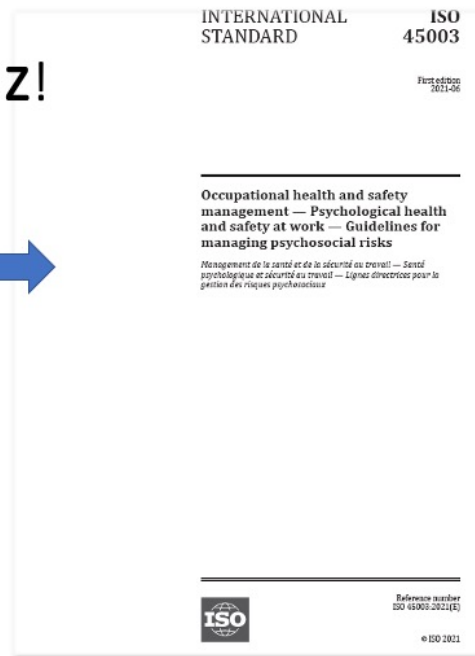 INTERNATIONAL
STANDARD
ISO
45003
z!
First edition
2021-06
Occupational health and safety
management — Psychological health
and safety at work — Guidelines for
managing psychosocial risks
Management de la santé et de la sécurité au travail — Santé
psychologique et sécurité au travail — Lignes directrices pour la
gestion des risques psychosociaux
ISO
Reference number
ISO 45003:2021(E)
© ISO 2021